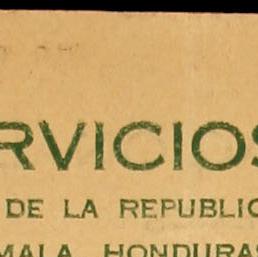 RVICIOS
DE LA REPUBLIC
MALA, HONDURAS